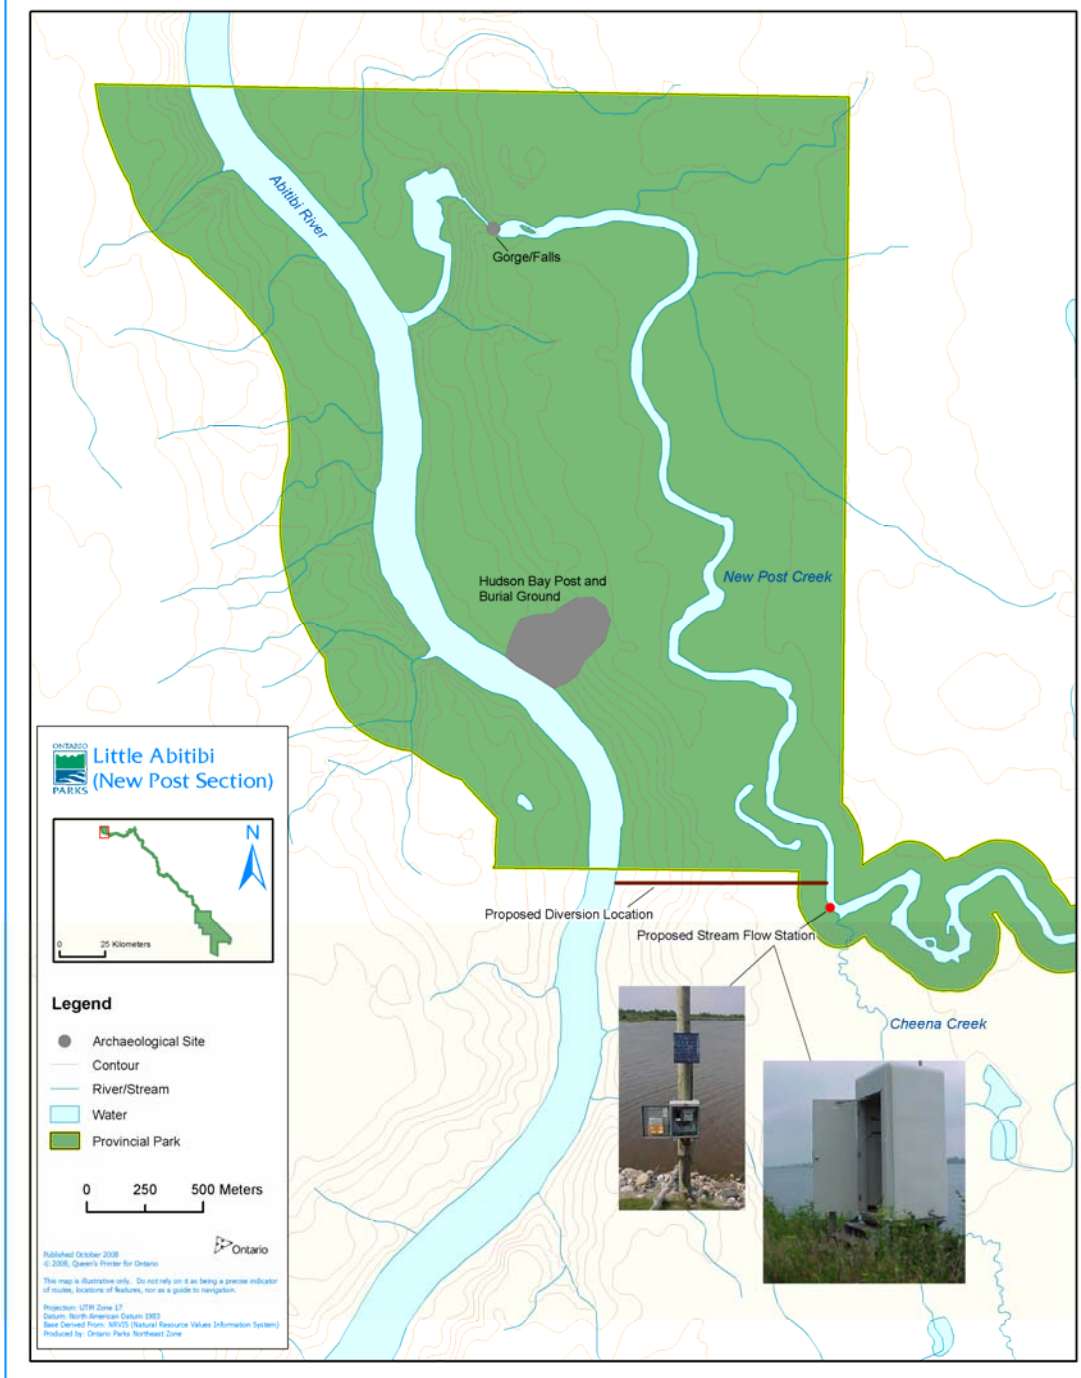 Abitibi River
Gorge/Falls
Hudson Bay Post and
Burial Ground
New Post Creek
Proposed Diversion Location
Proposed Stream Flow Station
Cheena Creek
ONTARIO
PARKS
Little Abitibi
(New Post Section)
N
0 25 Kilometers
Legend
Archaeological Site
Contour
River/Stream
Water
Provincial Park
0 250 500 Meters
Ontario
Published October 2008
© 2008, Queen's Printer for Ontario
This map is illustrative only. Do not rely on it as being a precise indicator
of routes, locations of features, nor as a guide to navigation.
Projection: UTM Zone 17
Datum: North American Datum 1983
Base Derived From: NRVIS (Natural Resource Values Information System)
Produced by: Ontario Parks Northeast Zone